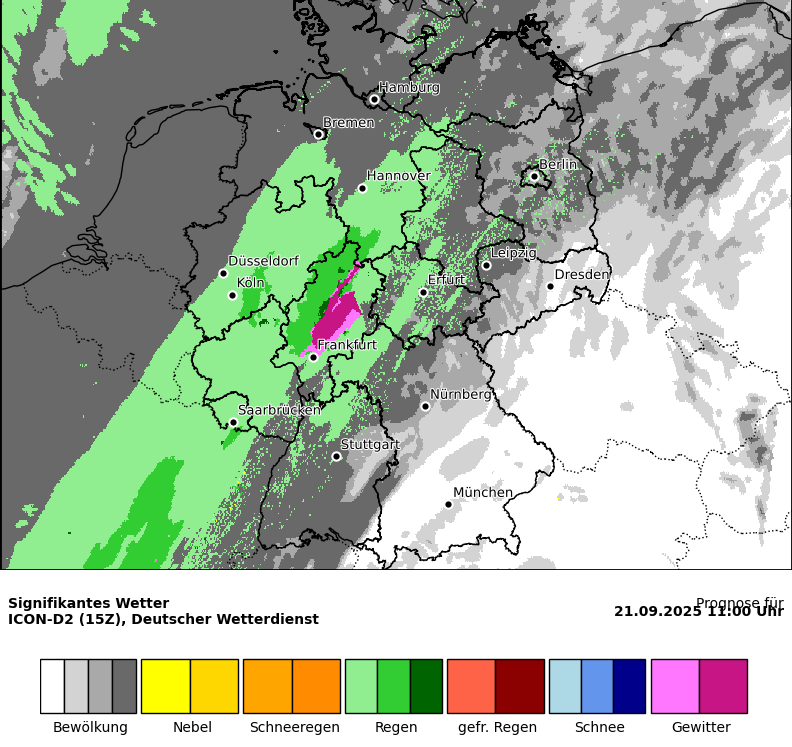 Hamburg
Bremen
Berlin
Hannover
Düsseldorf
Leipzig
Köln
Erfurt
Dresden
Frankfurt
Nürnberg
Saarbrücken
Stuttgart
München
Signifikantes Wetter
Prognose für
ICON-D2 (15Z), Deutscher Wetterdienst
21.09.2025 11:00 Uhr
Bewölkung
Nebel
Schneeregen
Regen
gefr. Regen
Schnee
Gewitter